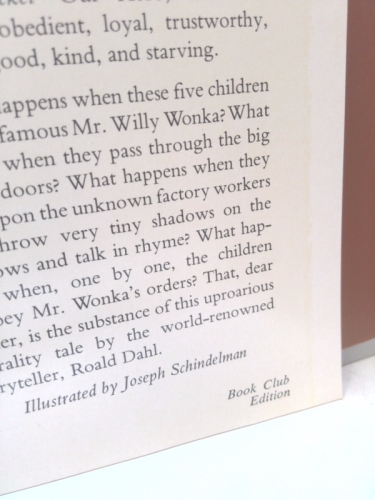 obedient, loyal, trustworthy,
good, kind, and starving.
happens when these five children
famous Mr. Willy Wonka? What
when they pass through the big
doors? What happens when they
upon the unknown factory workers
throw very tiny shadows on the
ows and talk in rhyme? What hap-
when, one by one, the children
bey Mr. Wonka's orders? That, dear
er, is the substance of this uproarious
rality tale by the world-renowned
ryteller, Roald Dahl.
Illustrated by Joseph Schindelman
Book Club
Edition